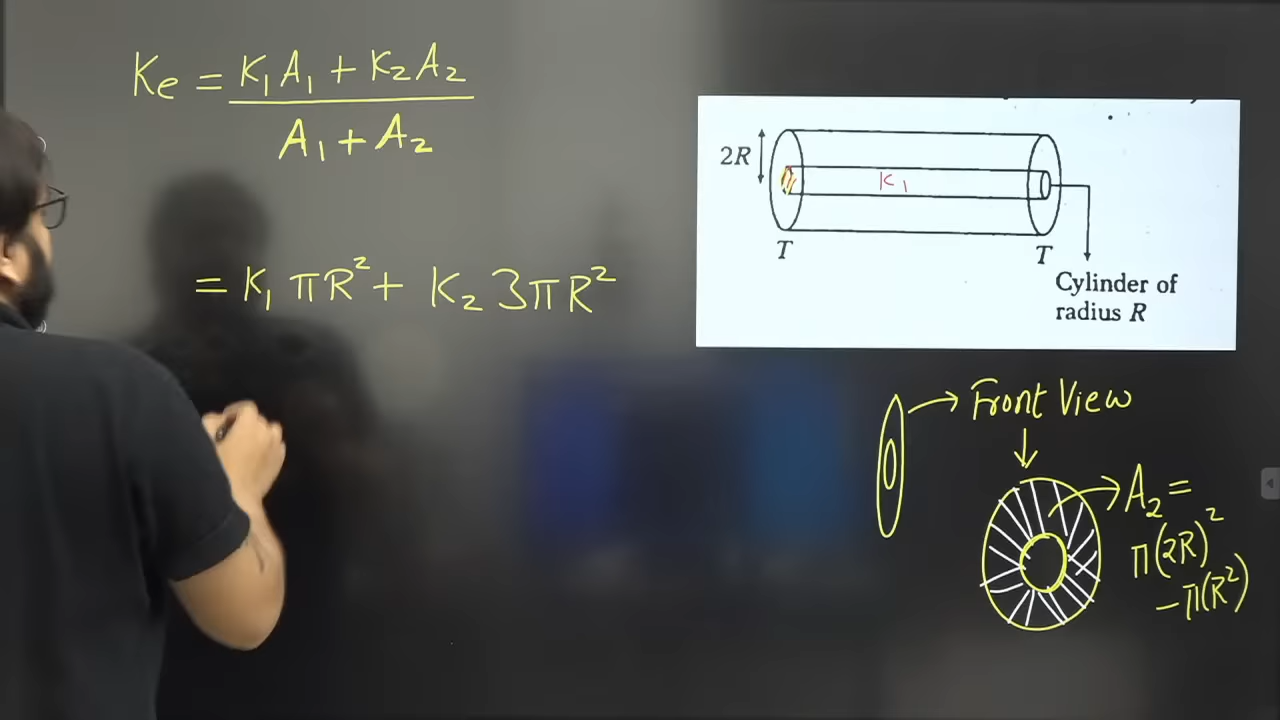 Ke = K₁A₁ + K₂A₂
A₁ + A₂
= K₁ πR² + K₂ 3πR²
2R
K₁
T
T
Cylinder of
radius R
→ Front View
↓
→ A₂ =
π(2R)²
- π(R²)